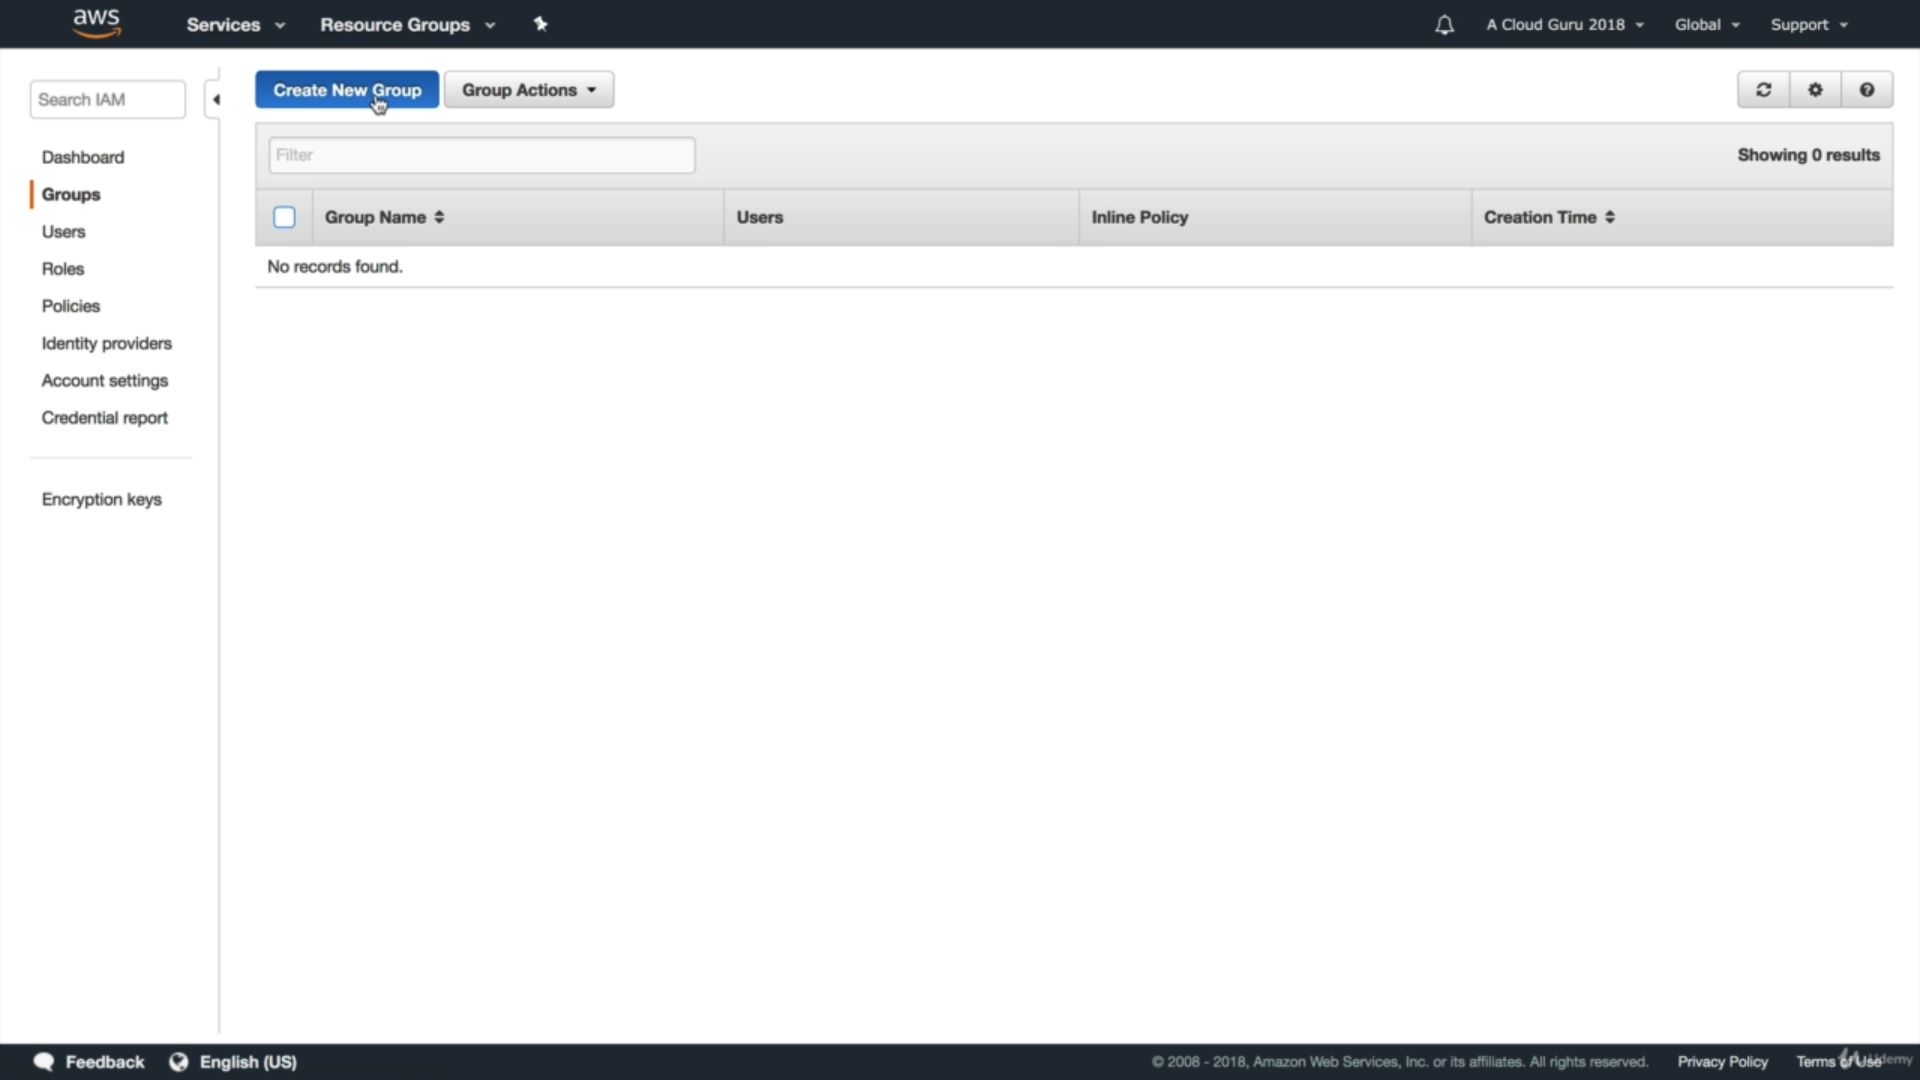 aws
Services
Resource Groups
A Cloud Guru 2018
Global
Support
Search IAM
Create New Group
Group Actions
Filter
Showing 0 results
Dashboard
Groups
Users
Roles
Policies
Identity providers
Account settings
Credential report
Encryption keys
Group Name
Users
Inline Policy
Creation Time
No records found.
Feedback
English (US)
© 2008 - 2018, Amazon Web Services, Inc. or its affiliates. All rights reserved.
Privacy Policy
Terms of Use